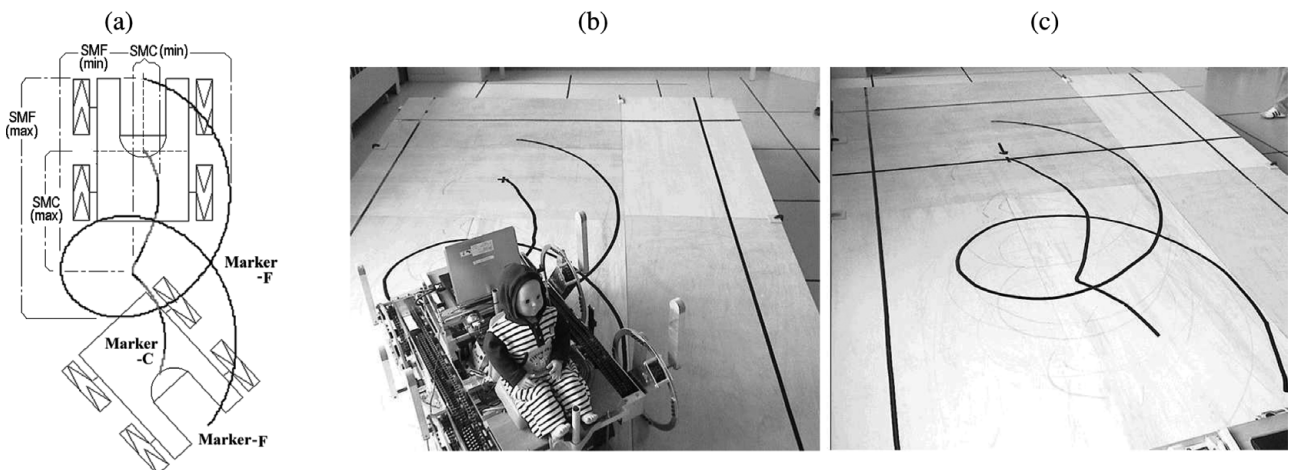 (a)
(b)
(c)
SMF
(min)
SMC (min)
SMF
(max)
SMC
(max)
Marker
-F
Marker
-C
Marker-F